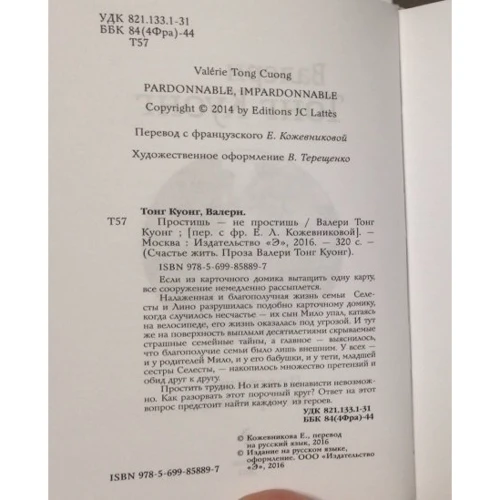 УДК 821.133.1-31
ББК 84(4Фра)-44
Т57
Valérie Tong Cuong
PARDONNABLE, IMPARDONNABLE
Copyright © 2014 by Editions JC Lattès
Перевод с французского Е. Кожевниковой
Художественное оформление В. Терещенко
Тонг Куонг, Валери.
Т57 Простишь — не простишь / Валери Тонг
Куонг ; [пер. с фр. Е. Л. Кожевниковой]. —
Москва : Издательство «Э», 2016. — 320 с. —
(Счастье жить. Проза Валери Тонг Куонг).
ISBN 978-5-699-85889-7
Если из карточного домика вытащить одну карту,
все сооружение немедленно рассыплется.
Налаженная и благополучная жизнь семьи Селе-
сты и Лино разрушилась подобно карточному домику,
когда случилось несчастье — их сын Мило упал, катаясь
на велосипеде, его жизнь оказалась под угрозой. И тут
же на поверхность выплыли десятилетиями скрываемые
страшные семейные тайны, а главное — выяснилось,
что благополучие семьи было лишь внешним. У всех —
и у родителей Мило, и у его бабушки, и у тети, младшей
сестры Селесты, — накопилось множество претензий и
обид друг к другу.
Простить трудно. Но и жить в ненависти невозмож-
но. Как разорвать этот порочный круг? Ответ на этот
вопрос предстоит найти каждому из героев.
УДК 821.133.1-31
ББК 84(4Фра)-44
© Кожевникова Е., перевод
на русский язык, 2016
© Издание на русском языке,
оформление. ООО «Издательство
«Э», 2016
ISBN 978-5-699-85889-7